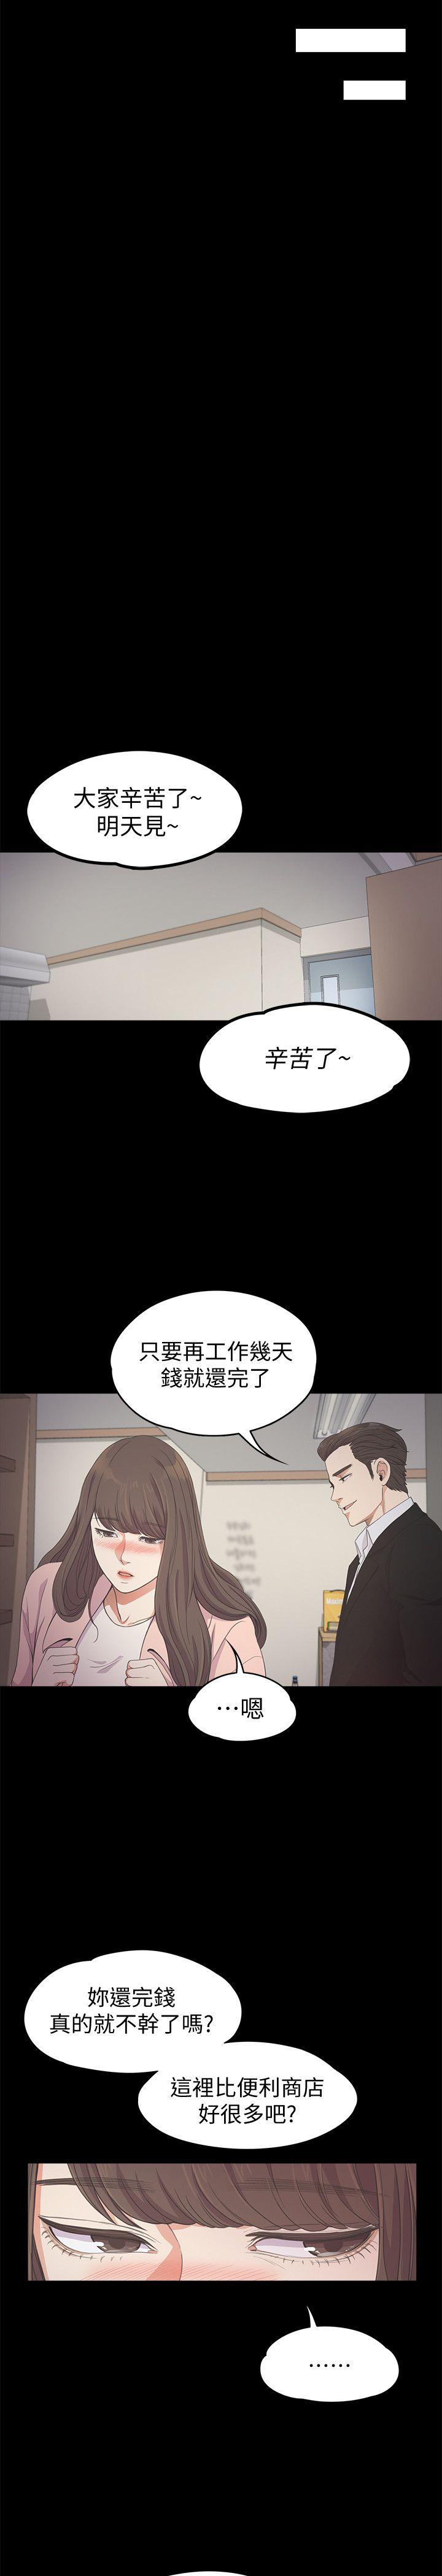 大家辛苦了~
明天見~
辛苦了~
只要再工作幾天
錢就還完了
…嗯
妳還完錢
真的就不幹了嗎?
這裡比便利商店
好很多吧?
……